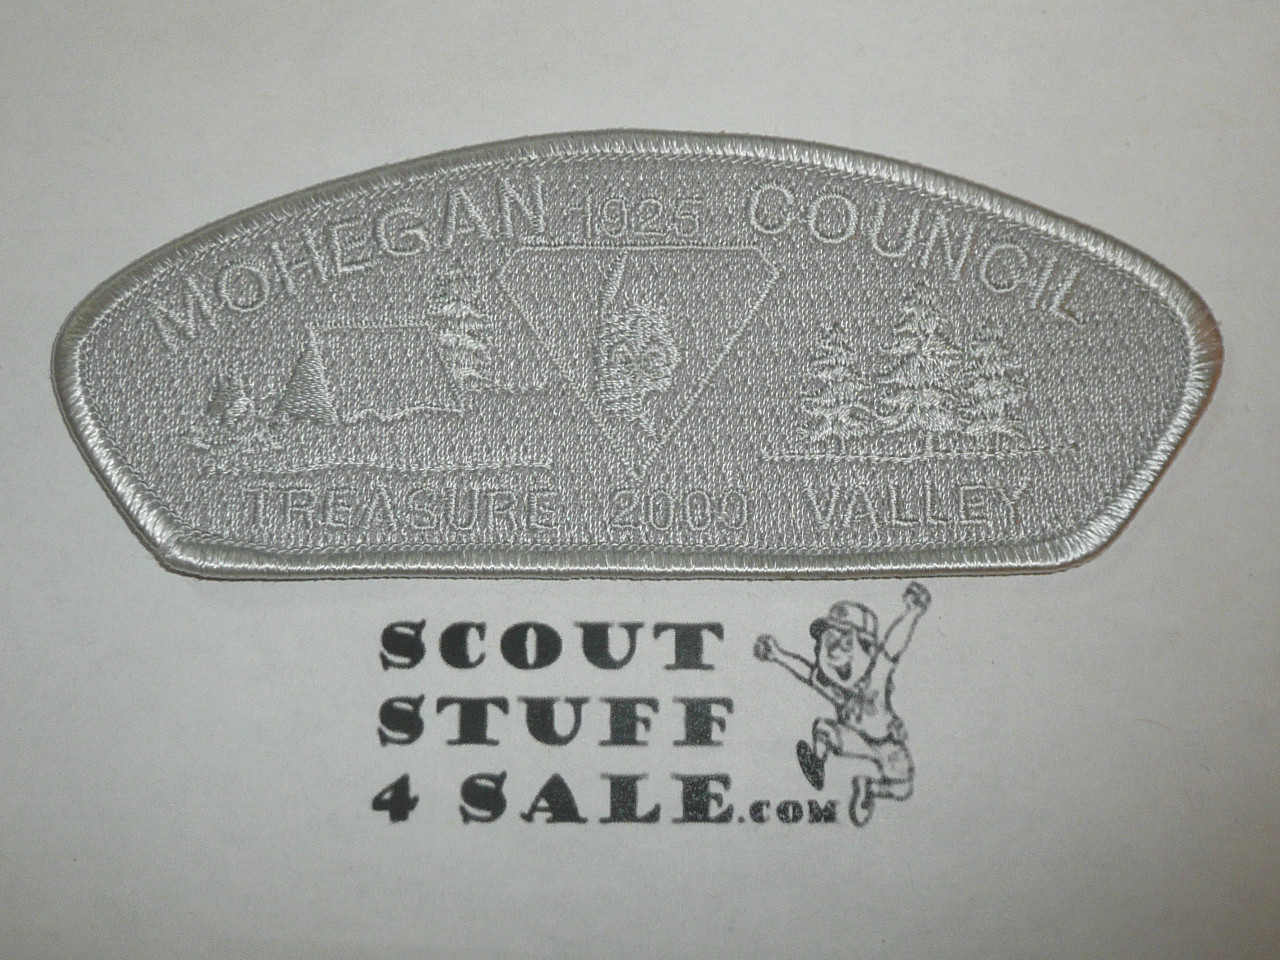 MOHEGAN 1925 COUNCIL
TREASURE 2000 VALLEY
SCOUT
STUFF
4 SALE.COM